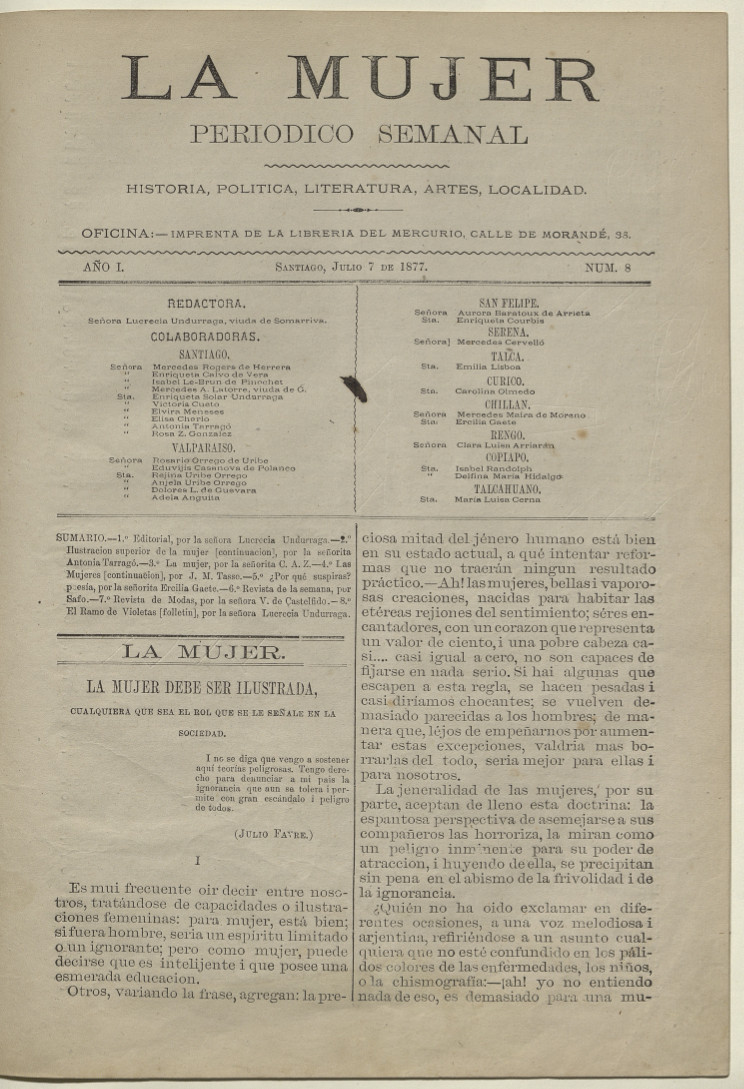 LA MUJER
PERIODICO SEMANAL
HISTORIA, POLITICA, LITERATURA, ARTES, LOCALIDAD.
OFICINA:—IMPRENTA DE LA LIBRERIA DEL MERCURIO, CALLE DE MORANDÉ, 38.
AÑO I. SANTIAGO, JULIO 7 DE 1877. NUM. 8
REDACTORA.
Señora Lucrecia Undurraga, viuda de Somarriva.
COLABORADORAS.
SANTIAGO.
Señora Mercedes Rogers de Herrera
" Enriqueta Calvo de Vera
" Isabel Le-Brun de Pinochet
" Mercedes A. Latorre, viuda de G.
Sta. Enriqueta Solar Undurraga
" Victoria Cueto
" Elvira Meneses
" Elisa Cherlo
" Antonia Tarragó
" Rosa Z. Gonzalez
VALPARAISO.
Señora Rosario Orrego de Uribe
" Eduvijis Casanova de Polanco
Sta. Rejina Uribe Orrego
" Anjela Uribe Orrego
" Dolores L. de Guevara
" Adela Anguita
SAN FELIPE.
Señora Aurora Baratoux de Arrieta
Sta. Enriqueta Courbis
SERENA.
Señora] Mercedes Cervelló
TALCA.
Sta. Emilia Lisboa
CURICO.
Sta. Carolina Olmedo
CHILLAN.
Señora Mercedes Maira de Moreno
Sta. Ercilia Gaete
RENGO.
Señora Clara Luisa Arriarán
COPIAPO.
Sta. Isabel Randolph
" Delfina Maria Hidalgo
TALCAHUANO.
Sta. Maria Luisa Cerna
SUMARIO.—1.º Editorial, por la señora Lucrecia Undurraga.—2.º
Ilustracion superior de la mujer [continuacion], por la señorita
Antonia Tarragó.—3.º La mujer, por la señorita C. A. Z.—4.º Las
Mujeres [continuacion], por J. M. Tasso.—5.º ¿Por qué suspiras?
poesía, por la señorita Ercilia Gaete.—6.º Revista de la semana, por
Safo.—7.º Revista de Modas, por la señora V. de Castelfido.—8.º
El Ramo de Violetas [folletin], por la señora Lucrecia Undurraga.
LA MUJER.
LA MUJER DEBE SER ILUSTRADA,
CUALQUIERA QUE SEA EL ROL QUE SE LE SEÑALE EN LA
SOCIEDAD.
I no se diga que vengo a sostener
aquí teorías peligrosas. Tengo dere-
cho para denunciar a mi pais la
ignorancia que aun se tolera i per-
mite con gran escándalo i peligro
de todos.
(JULIO FAVRE.)
I
Es mui frecuente oir decir entre noso-
tros, tratándose de capacidades o ilustra-
ciones femeninas: para mujer, está bien;
si fuera hombre, seria un espíritu limitado
o un ignorante; pero como mujer, puede
decirse que es intelijente i que posee una
esmerada educacion.
Otros, variando la frase, agregan: la pre-
ciosa mitad del jénero humano está bien
en su estado actual, a qué intentar refor-
mas que no traerán ningun resultado
práctico.—Ah! las mujeres, bellas i vaporo-
sas creaciones, nacidas para habitar las
etéreas rejiones del sentimiento; séres en-
cantadores, con un corazon que representa
un valor de ciento, i una pobre cabeza ca-
si.... casi igual a cero, no son capaces de
fijarse en nada serio. Si hai algunas que
escapen a esta regla, se hacen pesadas i
casi diríamos chocantes; se vuelven de-
masiado parecidas a los hombres; de ma-
nera que, léjos de empeñarnos por aumen-
tar estas excepciones, valdria mas bo-
rrarlas del todo, seria mejor para ellas i
para nosotros.
La jeneralidad de las mujeres, por su
parte, aceptan de lleno esta doctrina: la
espantosa perspectiva de asemejarse a sus
compañeros las horroriza, la miran como
un peligro inminente para su poder de
atracción, i huyendo de ella, se precipitan
sin pena en el abismo de la frivolidad i de
la ignorancia.
¿Quién no ha oido exclamar en dife-
rentes ocasiones, a una voz melodiosa i
arjentina, refiriéndose a un asunto cual-
quiera que no esté confundido en los páli-
dos colores de las enfermedades, los niños,
o la chismografía:—¡ah! yo no entiendo
nada de eso, es demasiado para una mu-